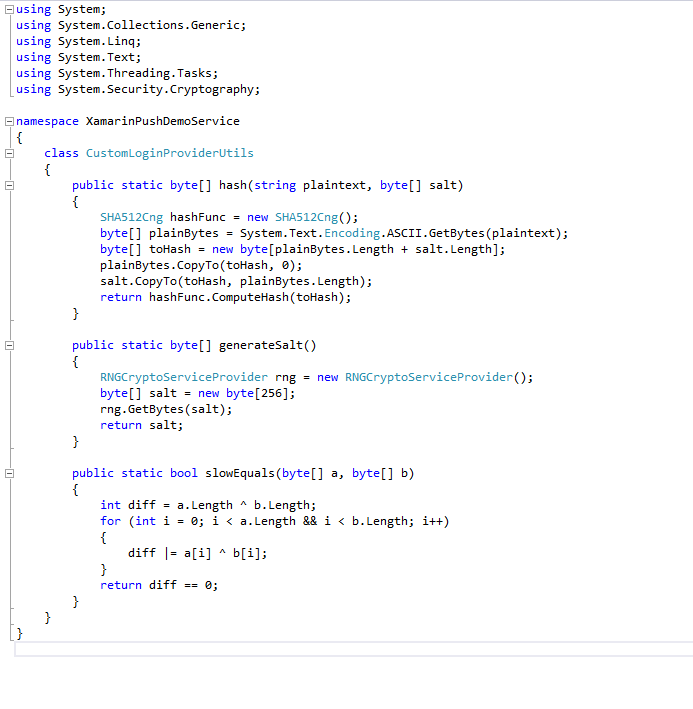 using System;
using System.Collections.Generic;
using System.Linq;
using System.Text;
using System.Threading.Tasks;
using System.Security.Cryptography;
namespace XamarinPushDemoService
{
class CustomLoginProviderUtils
{
public static byte[] hash(string plaintext, byte[] salt)
{
SHA512Cng hashFunc = new SHA512Cng();
byte[] plainBytes = System.Text.Encoding.ASCII.GetBytes(plaintext);
byte[] toHash = new byte[plainBytes.Length + salt.Length];
plainBytes.CopyTo(toHash, 0);
salt.CopyTo(toHash, plainBytes.Length);
return hashFunc.ComputeHash(toHash);
}
public static byte[] generateSalt()
{
RNGCryptoServiceProvider rng = new RNGCryptoServiceProvider();
byte[] salt = new byte[256];
rng.GetBytes(salt);
return salt;
}
public static bool slowEquals(byte[] a, byte[] b)
{
int diff = a.Length ^ b.Length;
for (int i = 0; i < a.Length && i < b.Length; i++)
{
diff |= a[i] ^ b[i];
}
return diff == 0;
}
}
}